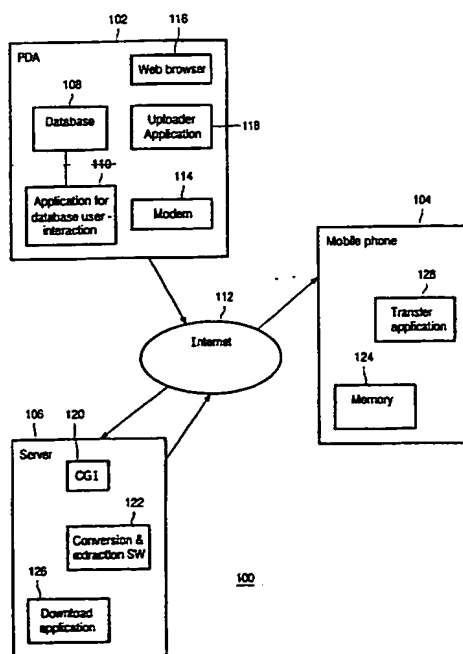 102
116
PDA
Web browser
108
Database
Uploader
Application
118
110
114
Application for
database user -
interaction
Modem
104
Mobile phone
128
Transfer
application
112
Internet
124
Memory
106
120
Server
CGI
122
Conversion &
extraction SW
126
Download
application
100